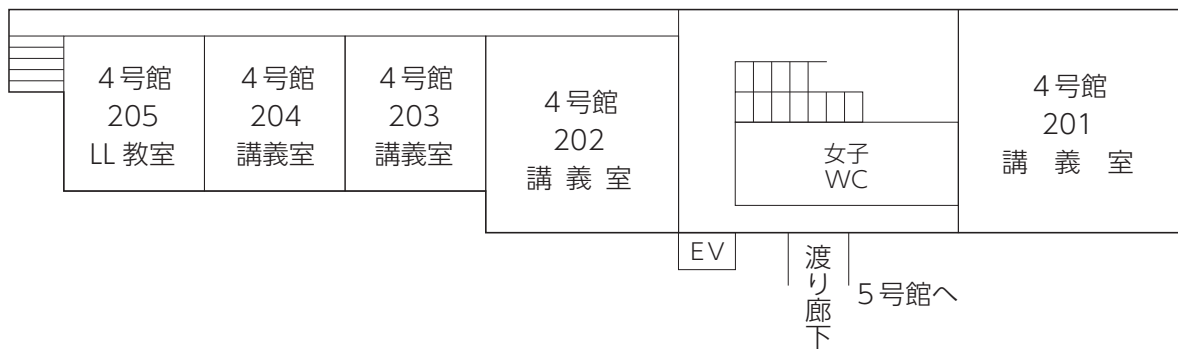 ４号館
205
LL 教室
４号館
204
講義室
４号館
203
講義室
４号館
202
講 義 室
女子
WC
４号館
201
講　義　室
EV
渡り廊下
５号館へ